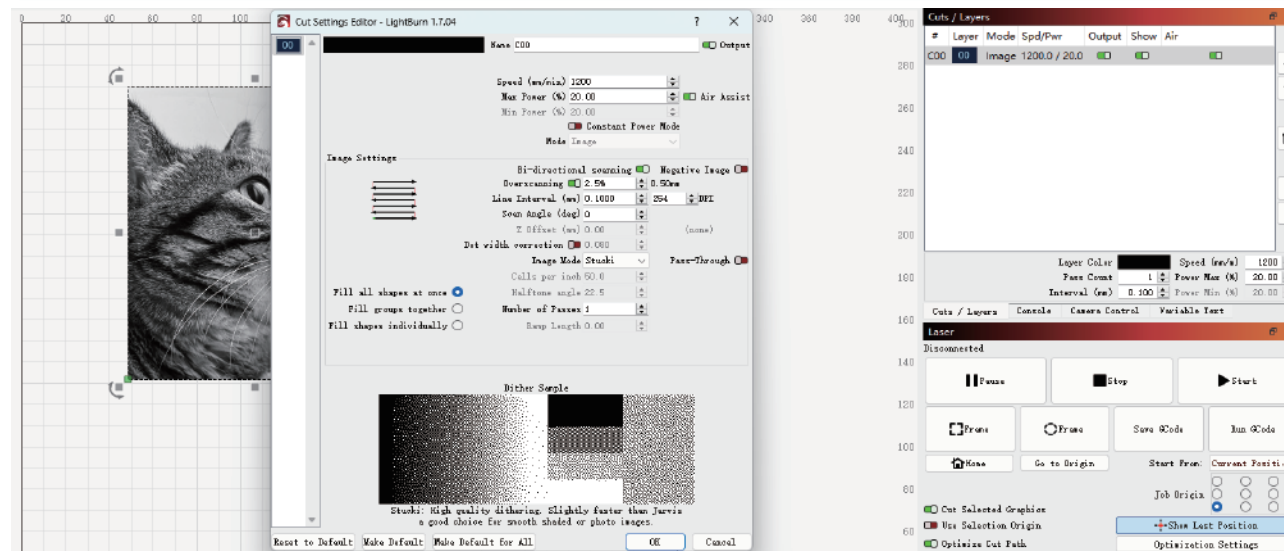 Cut Settings Editor - LightBurn 1.7.04
? ×
00
Name C00
Output
Speed (mm/min) 1200
Max Power (%) 20.00
Air Assist
Min Power (%) 20.00
Constant Power Mode
Mode Image
Image Settings
Bi-directional scanning
Negative Image
Overscanning 2.5% 0.50mm
Line Interval (mm) 0.1000 254 DPI
Scan Angle (deg) 0
Z Offset (mm) 0.00 (none)
Dot width correction 0.000
Image Mode Stucki
Pass-Through
Cells per inch 50.0
Fill all shapes at once
Halftone angle 22.5
Fill groups together
Number of Passes 1
Fill shapes individually
Ramp Length 0.00
Dither Sample
Stucki: High quality dithering. Slightly faster than Jarvis
a good choice for smooth shaded or photo images.
Reset to Default
Make Default
Make Default for All
OK
Cancel
0 20 40 60 80 100
340 360 380 400
300
280
260
240
220
200
180
160
140
120
100
80
60
Cuts / Layers
# Layer Mode Spd/Pwr Output Show Air
C00 00 Image 1200.0 / 20.0
Layer Color
Speed (mm/m) 1200
Pass Count 1
Power Max (%) 20.00
Interval (mm) 0.100
Power Min (%) 20.00
Cuts / Layers
Console
Camera Control
Variable Text
Laser
Disconnected
Pause
Stop
Start
Frame
Frame
Save GCode
Run GCode
Home
Go to Origin
Start From: Current Positi
Job Origin
Cut Selected Graphics
Use Selection Origin
Show Last Position
Optimize Cut Path
Optimization Settings